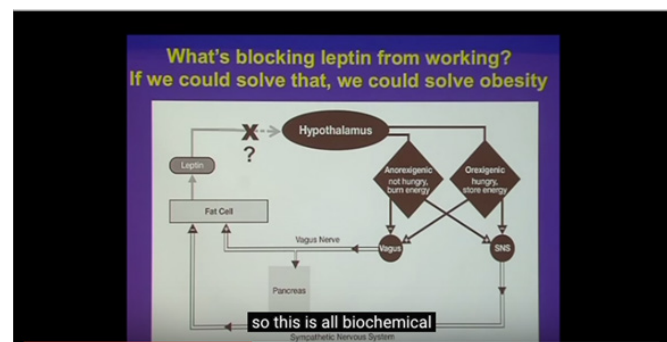 What's blocking leptin from working?
If we could solve that, we could solve obesity
Hypothalamus
X
?
Leptin
Anorexigenic
not hungry,
burn energy
Orexigenic
hungry,
store energy
Fat Cell
Vagus Nerve
Vagus
SNS
Pancreas
so this is all biochemical
Sympathetic Nervous System